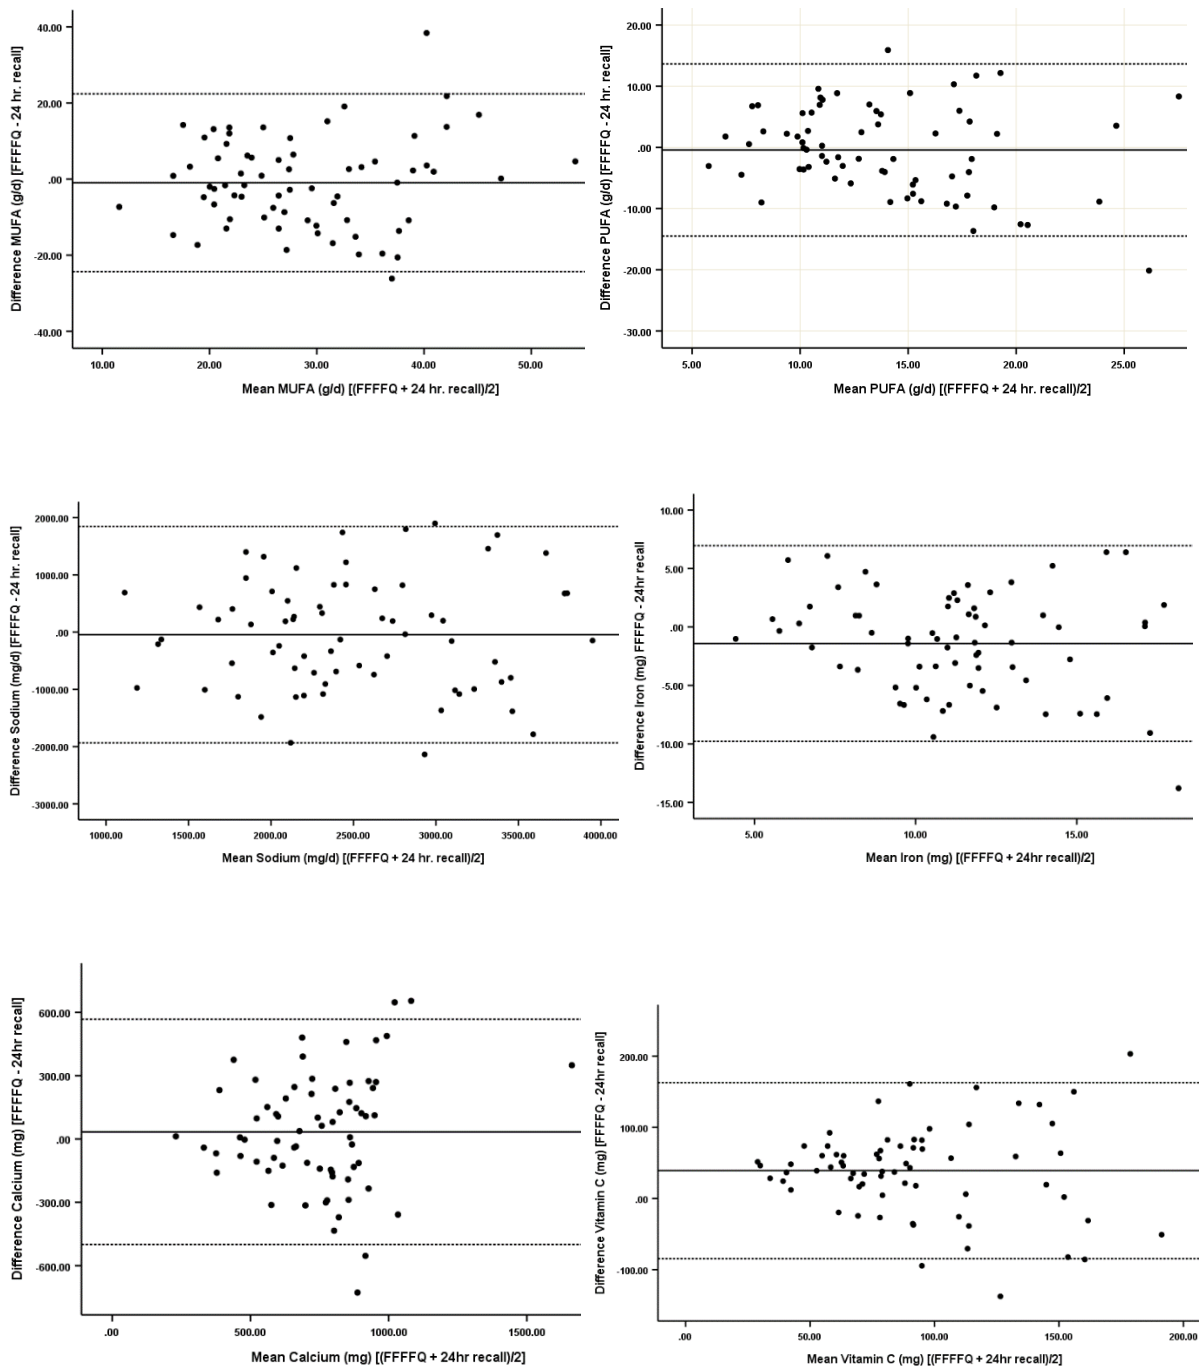 Difference MUFA (g/d) [FFFFQ - 24 hr. recall]
40.00
20.00
.00
-20.00
-40.00
10.00 20.00 30.00 40.00 50.00
Mean MUFA (g/d) [(FFFFQ + 24 hr. recall)/2]
Difference PUFA (g/d) [FFFFQ - 24 hr. recall]
20.00
10.00
.00
-10.00
-20.00
-30.00
5.00 10.00 15.00 20.00 25.00
Mean PUFA (g/d) [(FFFFQ + 24 hr. recall)/2]
Difference Sodium (mg/d) [FFFFQ - 24 hr. recall]
2000.00
1000.00
.00
-1000.00
-2000.00
-3000.00
1000.00 1500.00 2000.00 2500.00 3000.00 3500.00 4000.00
Mean Sodium (mg/d) [(FFFFQ + 24 hr. recall)/2]
Difference Iron (mg) FFFFQ - 24hr recall
10.00
5.00
.00
-5.00
-10.00
-15.00
5.00 10.00 15.00
Mean Iron (mg) [(FFFFQ + 24hr recall)/2]
Difference Calcium (mg) [FFFFQ - 24hr recall]
600.00
300.00
.00
-300.00
-600.00
.00 500.00 1000.00 1500.00
Mean Calcium (mg) [(FFFFQ + 24hr recall)/2]
Difference Vitamin C (mg) [FFFFQ - 24hr recall]
200.00
100.00
.00
-100.00
.00 50.00 100.00 150.00 200.00
Mean Vitamin C (mg) [(FFFFQ + 24hr recall)/2]